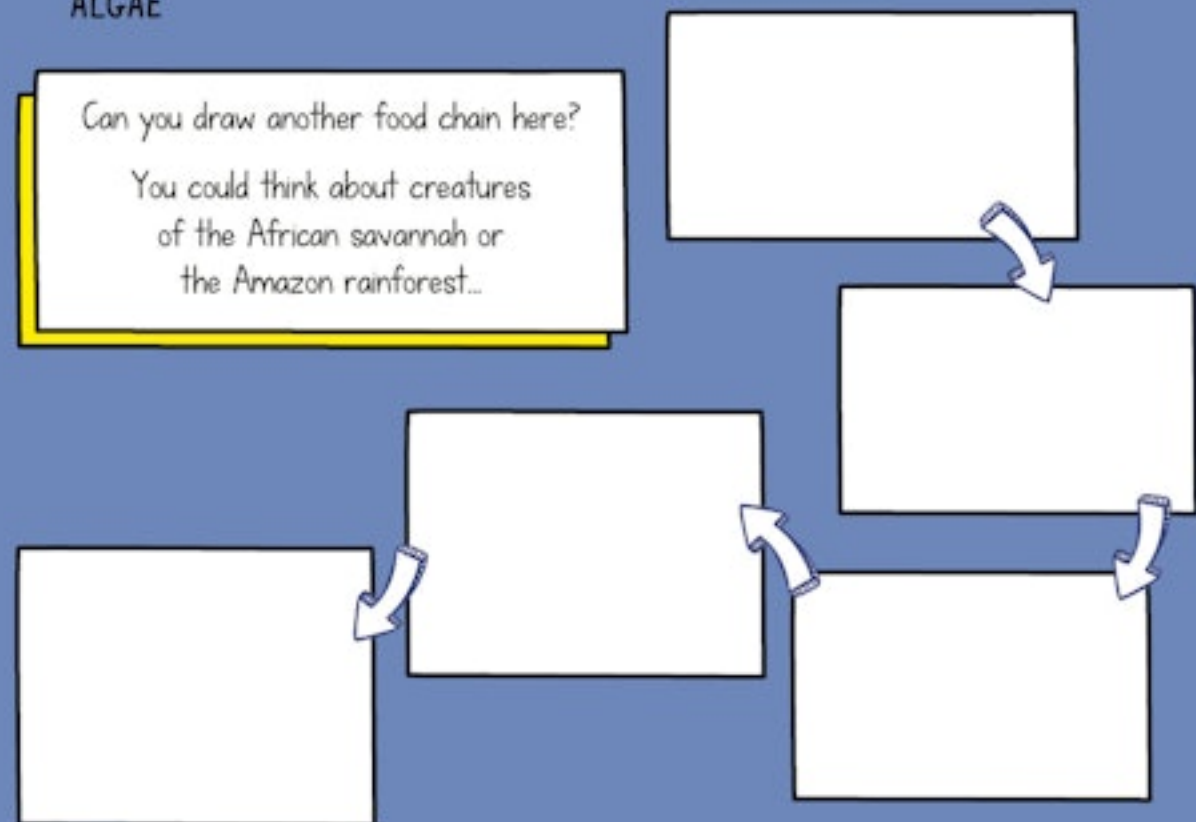 ALGAE
Can you draw another food chain here?
You could think about creatures
of the African savannah or
the Amazon rainforest...